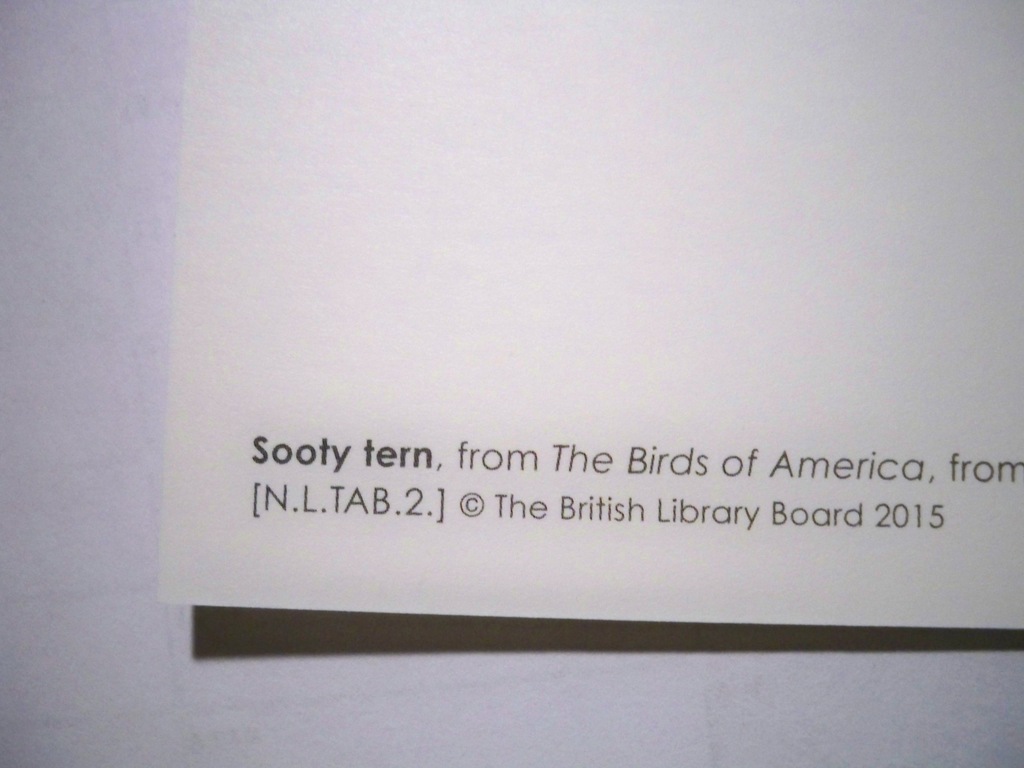 Sooty tern, from The Birds of America, from
[N.L.TAB.2.] © The British Library Board 2015